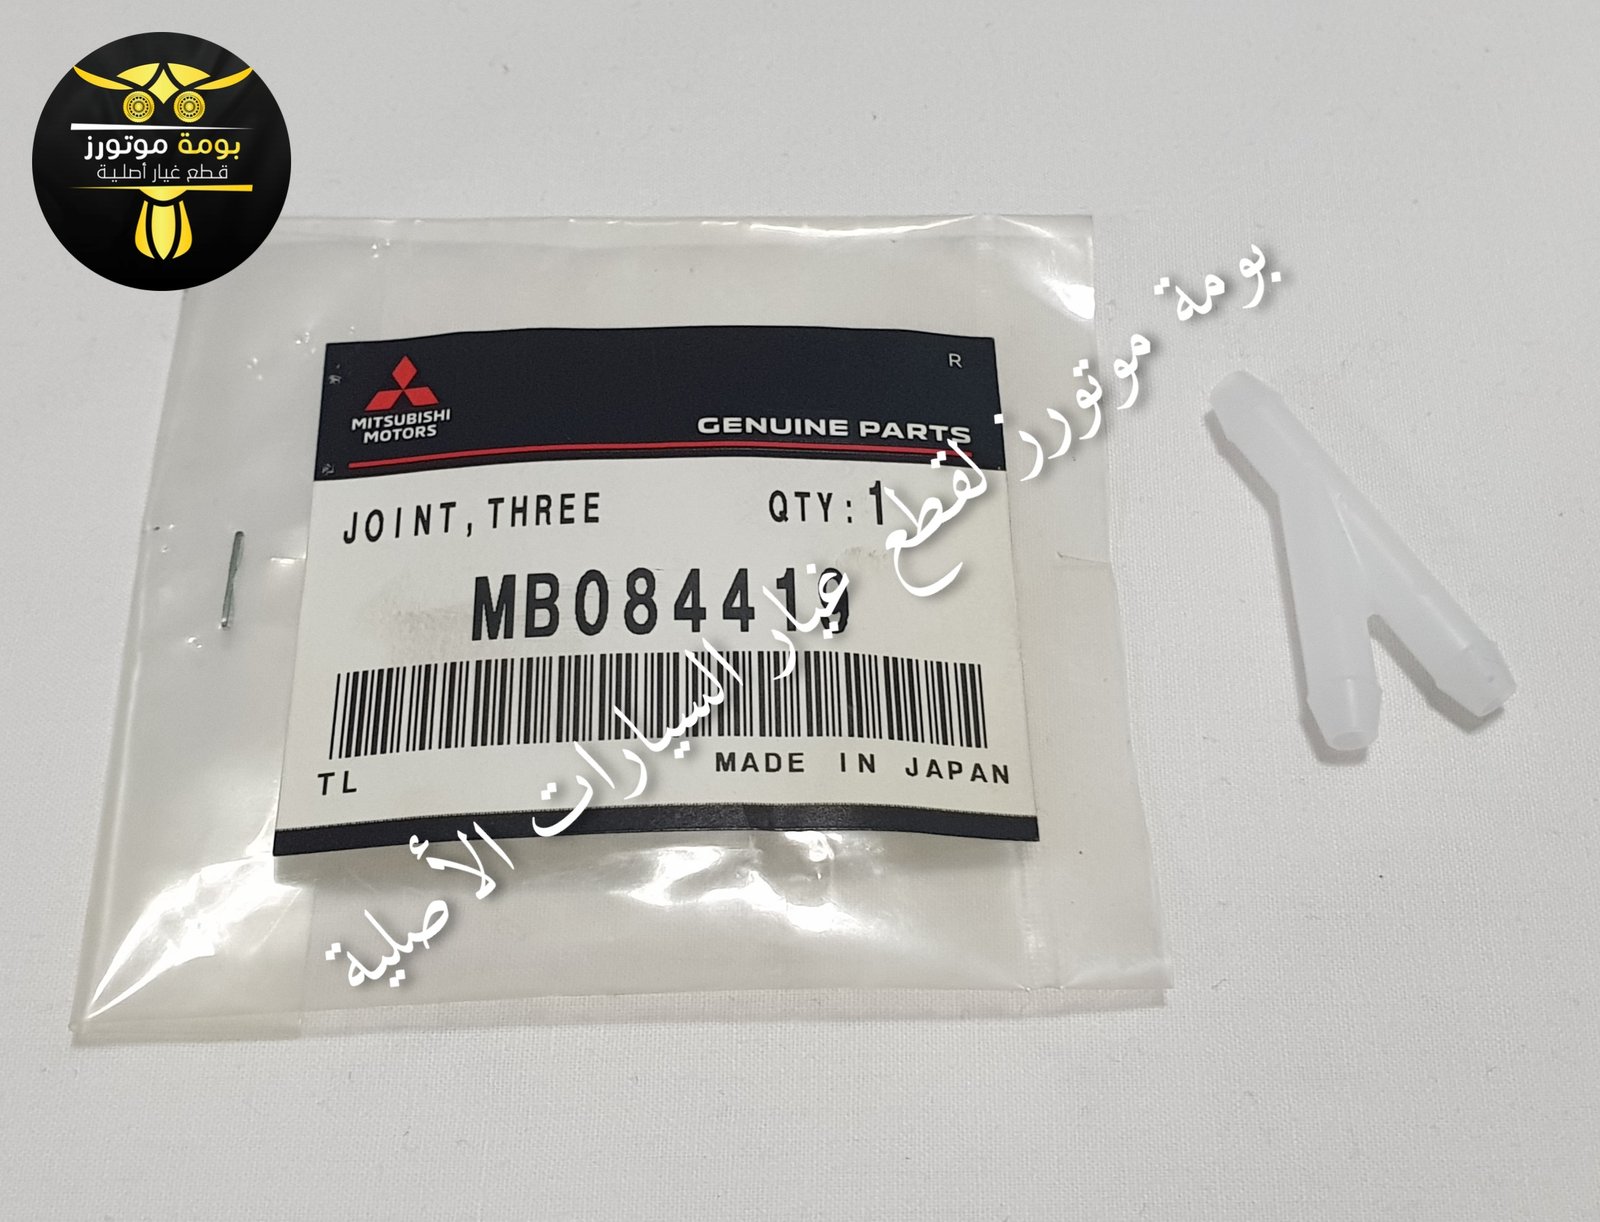 بومة موتورز
قطع غيار أصلية
MITSUBISHI
MOTORS
R
GENUINE PARTS
JOINT, THREE QTY: 1
MB084419
TL MADE IN JAPAN
بومة موتورز لقطع غيار السيارات الأصلية